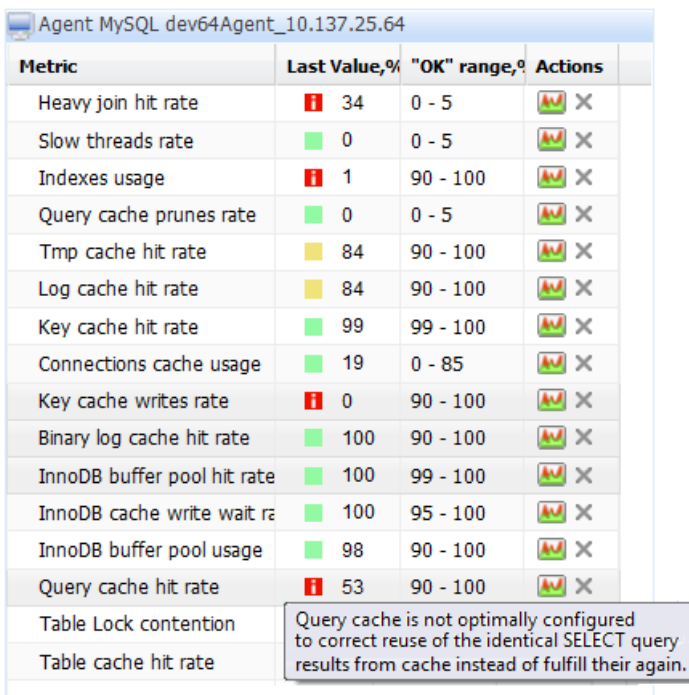 Agent MySQL dev64Agent_10.137.25.64
Metric Last Value,% "OK" range,% Actions
Heavy join hit rate 34 0 - 5
Slow threads rate 0 0 - 5
Indexes usage 1 90 - 100
Query cache prunes rate 0 0 - 5
Tmp cache hit rate 84 90 - 100
Log cache hit rate 84 90 - 100
Key cache hit rate 99 99 - 100
Connections cache usage 19 0 - 85
Key cache writes rate 0 90 - 100
Binary log cache hit rate 100 90 - 100
InnoDB buffer pool hit rate 100 99 - 100
InnoDB cache write wait ra 100 95 - 100
InnoDB buffer pool usage 98 90 - 100
Query cache hit rate 53 90 - 100
Table Lock contention
Table cache hit rate
Query cache is not optimally configured
to correct reuse of the identical SELECT query
results from cache instead of fulfill their again.